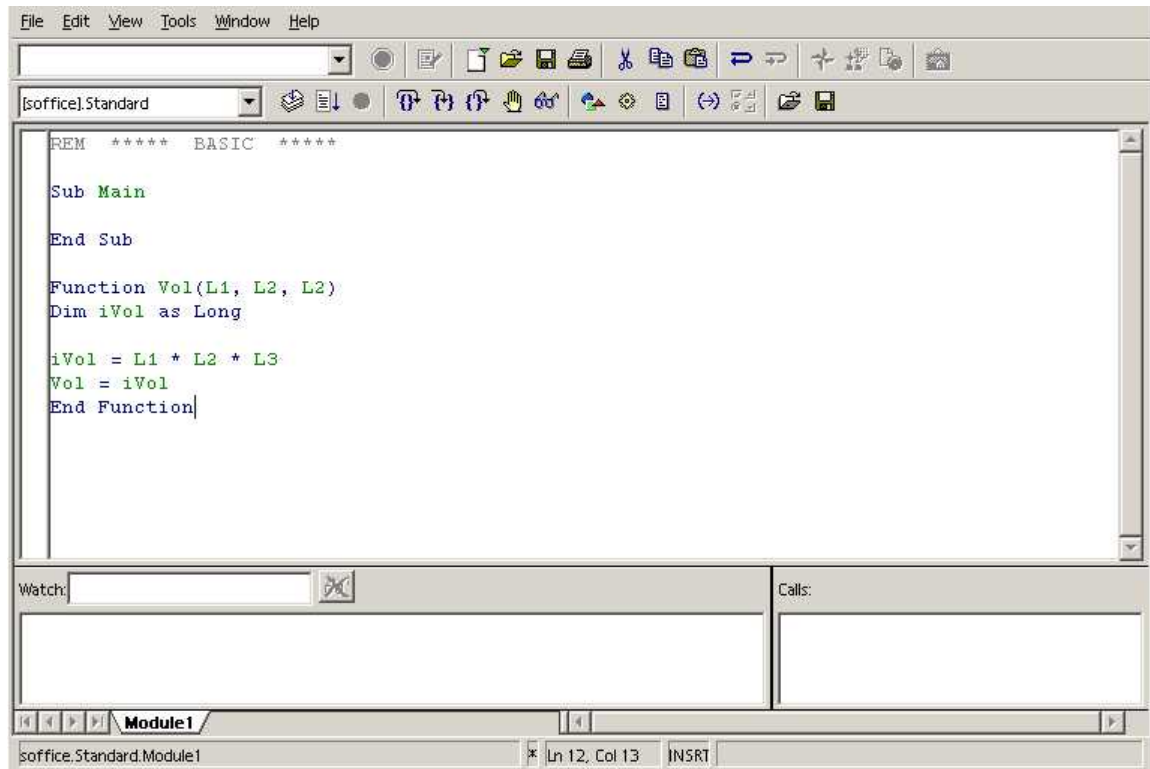 File Edit View Tools Window Help
[soffice].Standard
REM ***** BASIC *****
Sub Main
End Sub
Function Vol(L1, L2, L2)
Dim iVol as Long
iVol = L1 * L2 * L3
Vol = iVol
End Function
Watch:
Calls:
Module1
soffice.Standard.Module1 * Ln 12, Col 13 INSRT